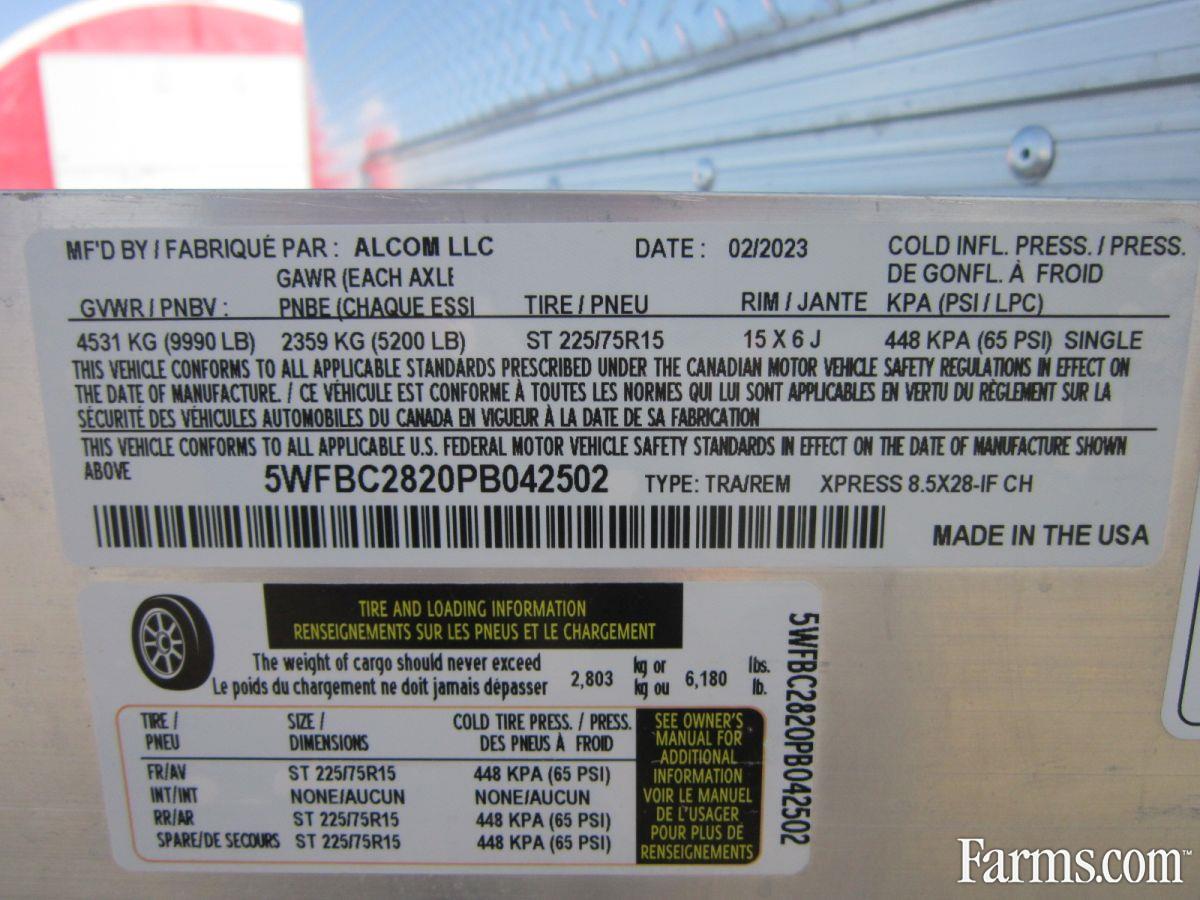 MF'D BY / FABRIQUÉ PAR : ALCOM LLC DATE : 02/2023 COLD INFL. PRESS. / PRESS.
GAWR (EACH AXLE DE GONFL. À FROID
GVWR / PNBV : PNBE (CHAQUE ESSI TIRE / PNEU RIM / JANTE KPA (PSI / LPC)
4531 KG (9990 LB) 2359 KG (5200 LB) ST 225/75R15 15 X 6 J 448 KPA (65 PSI) SINGLE
THIS VEHICLE CONFORMS TO ALL APPLICABLE STANDARDS PRESCRIBED UNDER THE CANADIAN MOTOR VEHICLE SAFETY REGULATIONS IN EFFECT ON
THE DATE OF MANUFACTURE. / CE VÉHICULE EST CONFORME À TOUTES LES NORMES QUI LUI SONT APPLICABLES EN VERTU DU RÈGLEMENT SUR LA
SÉCURITÉ DES VÉHICULES AUTOMOBILES DU CANADA EN VIGUEUR À LA DATE DE SA FABRICATION
THIS VEHICLE CONFORMS TO ALL APPLICABLE U.S. FEDERAL MOTOR VEHICLE SAFETY STANDARDS IN EFFECT ON THE DATE OF MANUFACTURE SHOWN
ABOVE 5WFBC2820PB042502 TYPE: TRA/REM XPRESS 8.5X28-IF CH
MADE IN THE USA
TIRE AND LOADING INFORMATION
RENSEIGNEMENTS SUR LES PNEUS ET LE CHARGEMENT
The weight of cargo should never exceed 2,803 kg or 6,180 lbs.
Le poids du chargement ne doit jamais dépasser kg ou lb.
TIRE / SIZE / COLD TIRE PRESS. / PRESS.
PNEU DIMENSIONS DES PNEUS À FROID
FR/AV ST 225/75R15 448 KPA (65 PSI)
INT/INT NONE/AUCUN NONE/AUCUN
RR/AR ST 225/75R15 448 KPA (65 PSI)
SPARE/DE SECOURS ST 225/75R15 448 KPA (65 PSI)
SEE OWNER'S
MANUAL FOR
ADDITIONAL
INFORMATION
VOIR LE MANUEL
DE L'USAGER
POUR PLUS DE
RENSEIGNEMENTS
5WFBC2820PB042502
Farms.com™